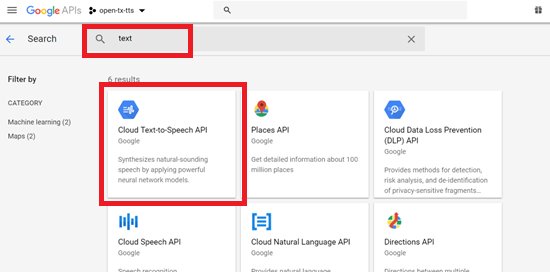 Google APIs open-tx-tts
Search text
Filter by
CATEGORY
Machine learning (2)
Maps (2)
6 results
Cloud Text-to-Speech API
Google
Synthesizes natural-sounding
speech by applying powerful
neural network models.
Places API
Google
Get detailed information about 100
million places
Cloud Data Loss Prevention
(DLP) API
Google
Provides methods for detection,
risk analysis, and de-identification
of privacy-sensitive fragments...
Cloud Speech API
Google
Speech recognition
Cloud Natural Language API
Google
Provides natural language
Directions API
Google
Directions between multiple